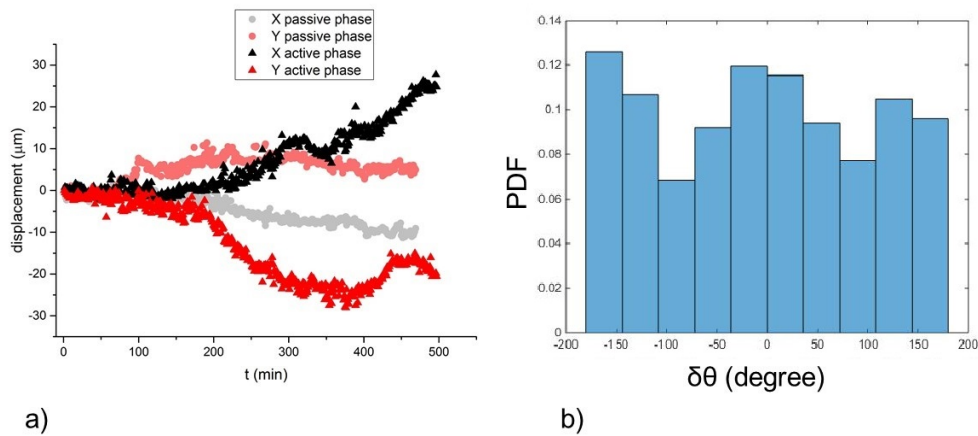 X passive phase
Y passive phase
X active phase
Y active phase
30
20
10
0
-10
-20
-30
displacement (μm)
0 100 200 300 400 500
t (min)
a)
0.14
0.12
0.1
0.08
0.06
0.04
0.02
0
PDF
-200 -150 -100 -50 0 50 100 150 200
δθ (degree)
b)